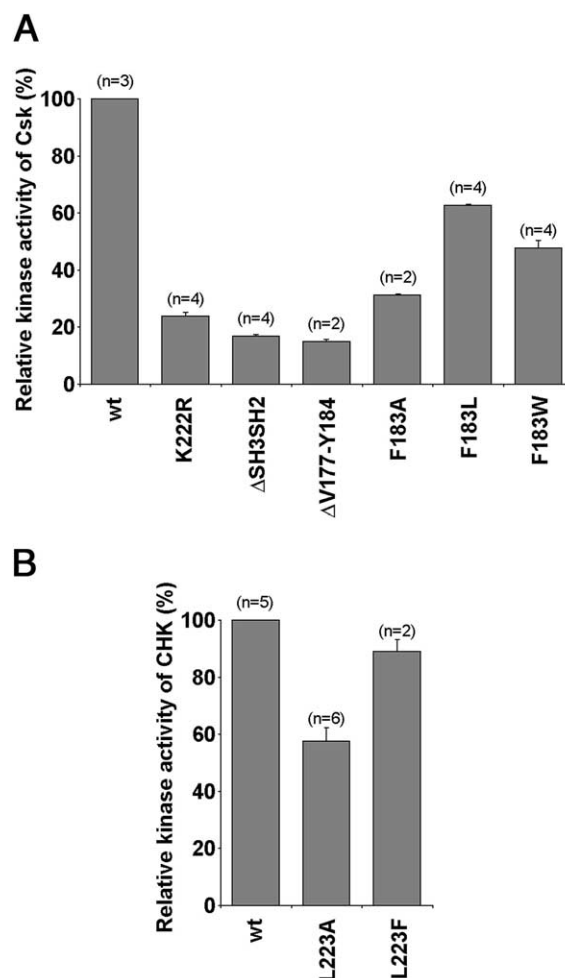 A
Relative kinase activity of Csk (%)
100
80
60
40
20
0
(n=3)
(n=4)
(n=4)
(n=2)
(n=2)
(n=4)
(n=4)
wt
K222R
ΔSH3SH2
ΔV177-Y184
F183A
F183L
F183W
B
Relative kinase activity of CHK (%)
100
80
60
40
20
0
(n=5)
(n=6)
(n=2)
wt
L223A
L223F